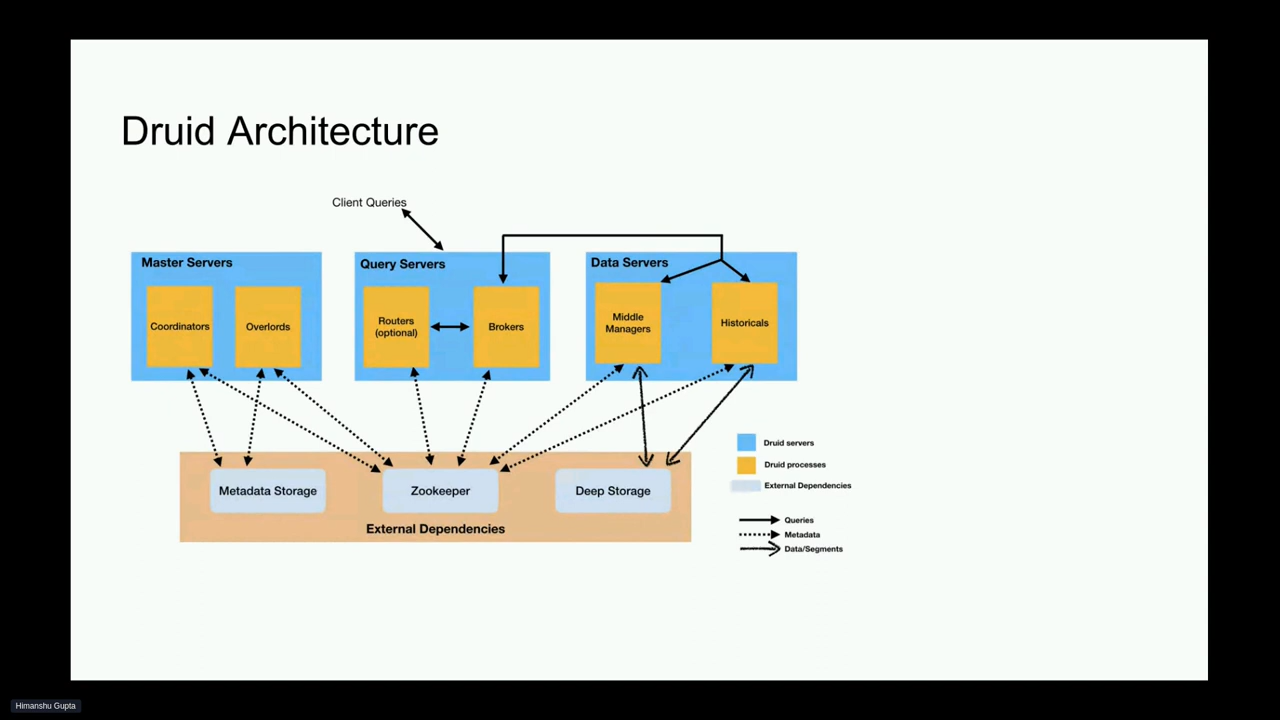 Druid Architecture
Client Queries
Master Servers
Coordinators
Overlords
Query Servers
Routers
(optional)
Brokers
Data Servers
Middle
Managers
Historicals
Metadata Storage
Zookeeper
Deep Storage
External Dependencies
Druid servers
Druid processes
External Dependencies
Queries
Metadata
Data/Segments
Himanshu Gupta